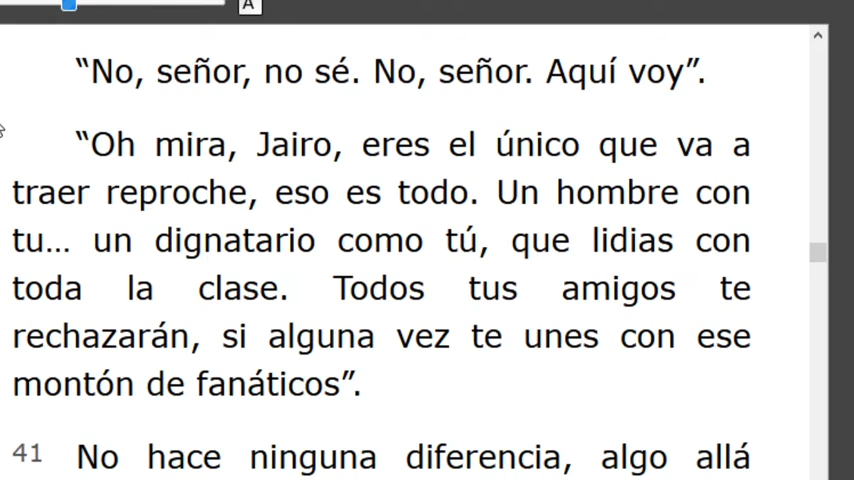 A
“No, señor, no sé. No, señor. Aquí voy”.
“Oh mira, Jairo, eres el único que va a
traer reproche, eso es todo. Un hombre con
tu… un dignatario como tú, que lidias con
toda la clase. Todos tus amigos te
rechazarán, si alguna vez te unes con ese
montón de fanáticos”.
41 No hace ninguna diferencia, algo allá